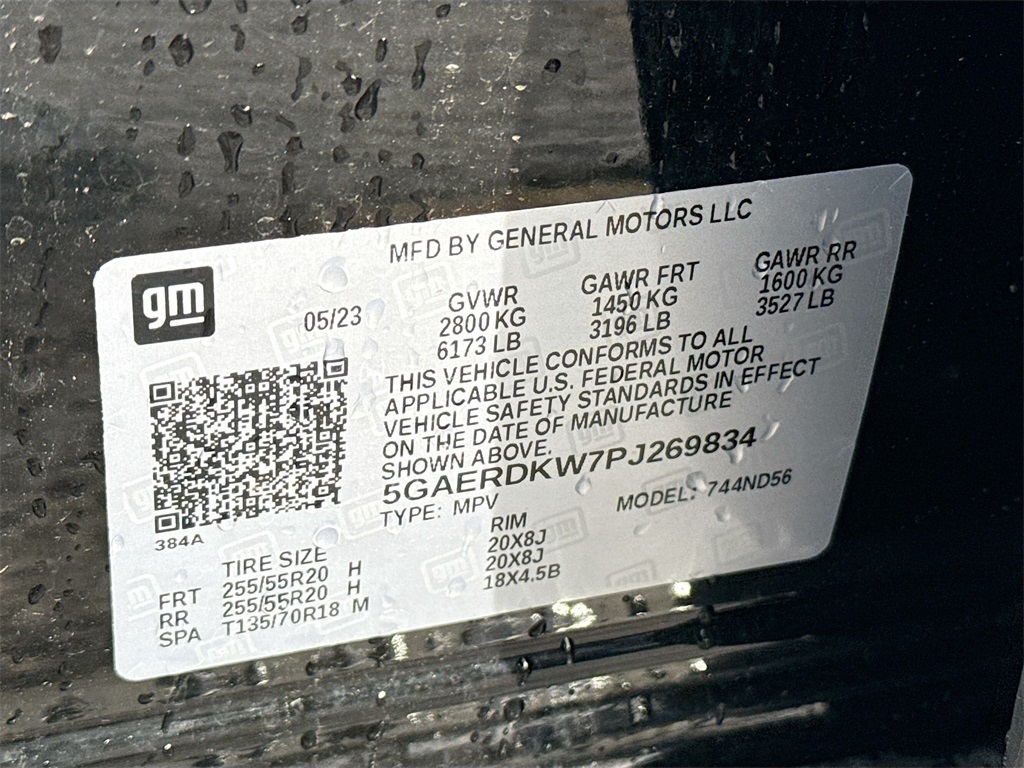 MFD BY GENERAL MOTORS LLC
gm
05/23
GVWR
2800 KG
6173 LB
GAWR FRT
1450 KG
3196 LB
GAWR RR
1600 KG
3527 LB
THIS VEHICLE CONFORMS TO ALL
APPLICABLE U.S. FEDERAL MOTOR
VEHICLE SAFETY STANDARDS IN EFFECT
ON THE DATE OF MANUFACTURE
SHOWN ABOVE.
5GAERDKW7PJ269834
TYPE: MPV MODEL: 744ND56
384A
TIRE SIZE RIM
FRT 255/55R20 H 20X8J
RR 255/55R20 H 20X8J
SPA T135/70R18 M 18X4.5B